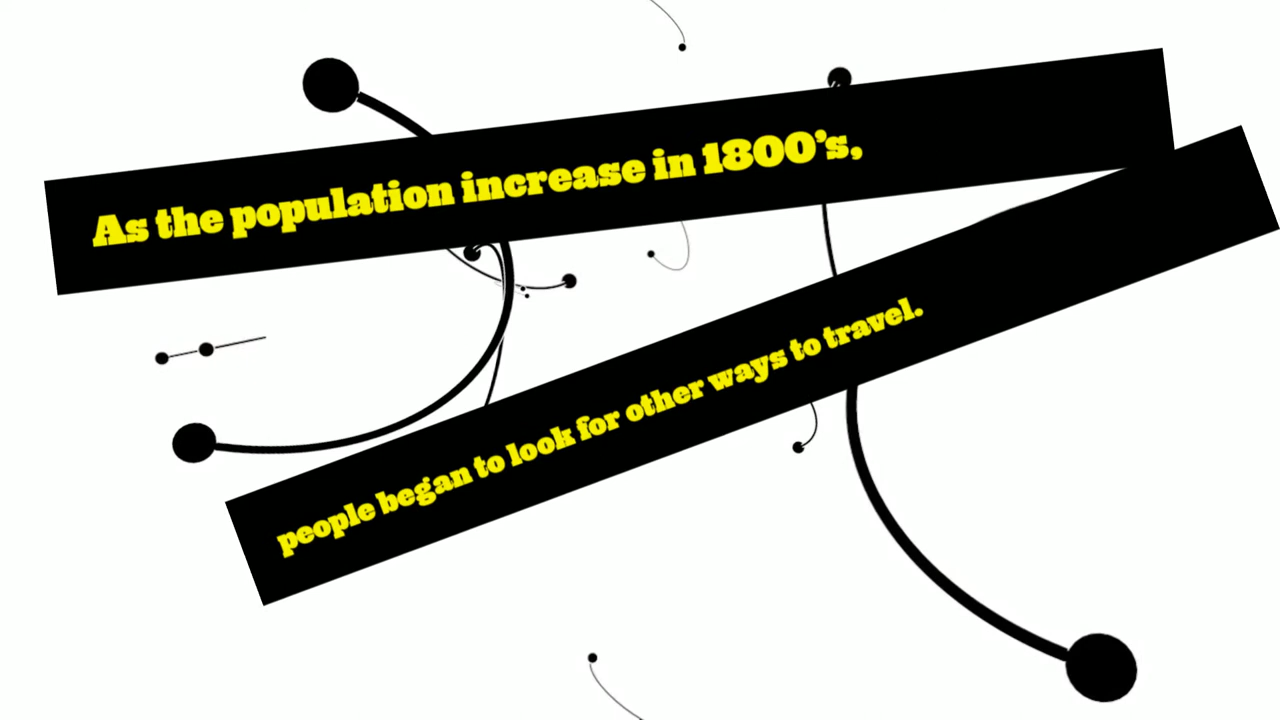 As the population increase in 1800's,
people began to look for other ways to travel.